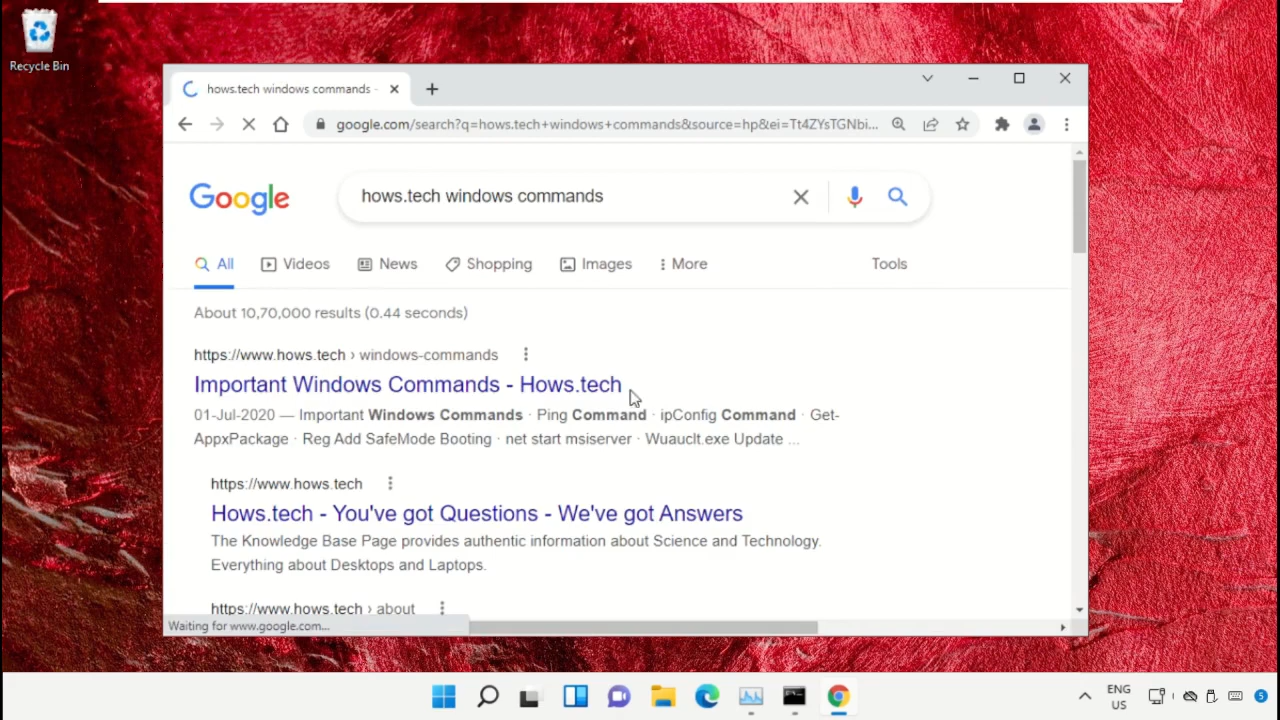 Recycle Bin
hows.tech windows commands -
google.com/search?q=hows.tech+windows+commands&source=hp&ei=Tt4ZYsTGNbi...
Google
hows.tech windows commands
All Videos News Shopping Images More Tools
About 10,70,000 results (0.44 seconds)
https://www.hows.tech › windows-commands
Important Windows Commands - Hows.tech
01-Jul-2020 — Important Windows Commands · Ping Command · ipConfig Command · Get-
AppxPackage · Reg Add SafeMode Booting · net start msiserver · Wuauclt.exe Update ...
https://www.hows.tech
Hows.tech - You've got Questions - We've got Answers
The Knowledge Base Page provides authentic information about Science and Technology.
Everything about Desktops and Laptops.
https://www.hows.tech › about
Waiting for www.google.com...
ENG
US
5